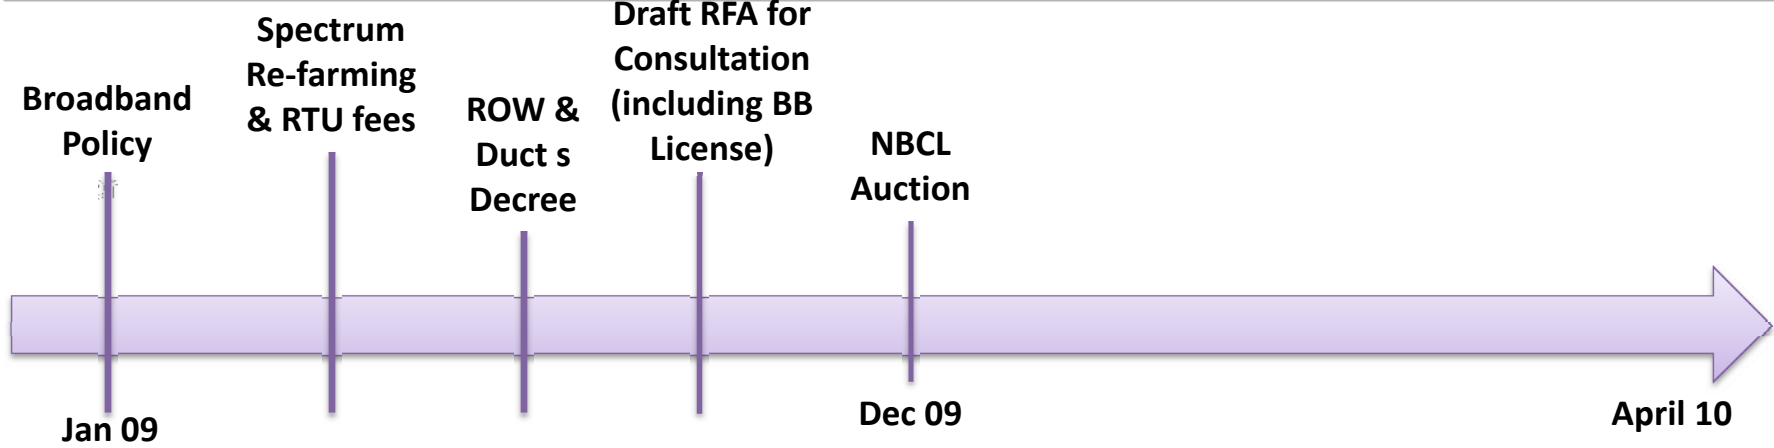 Broadband
Policy
Spectrum
Re-farming
& RTU fees
ROW &
Duct s
Decree
Draft RFA for
Consultation
(including BB
License)
NBCL
Auction
Jan 09
Dec 09
April 10